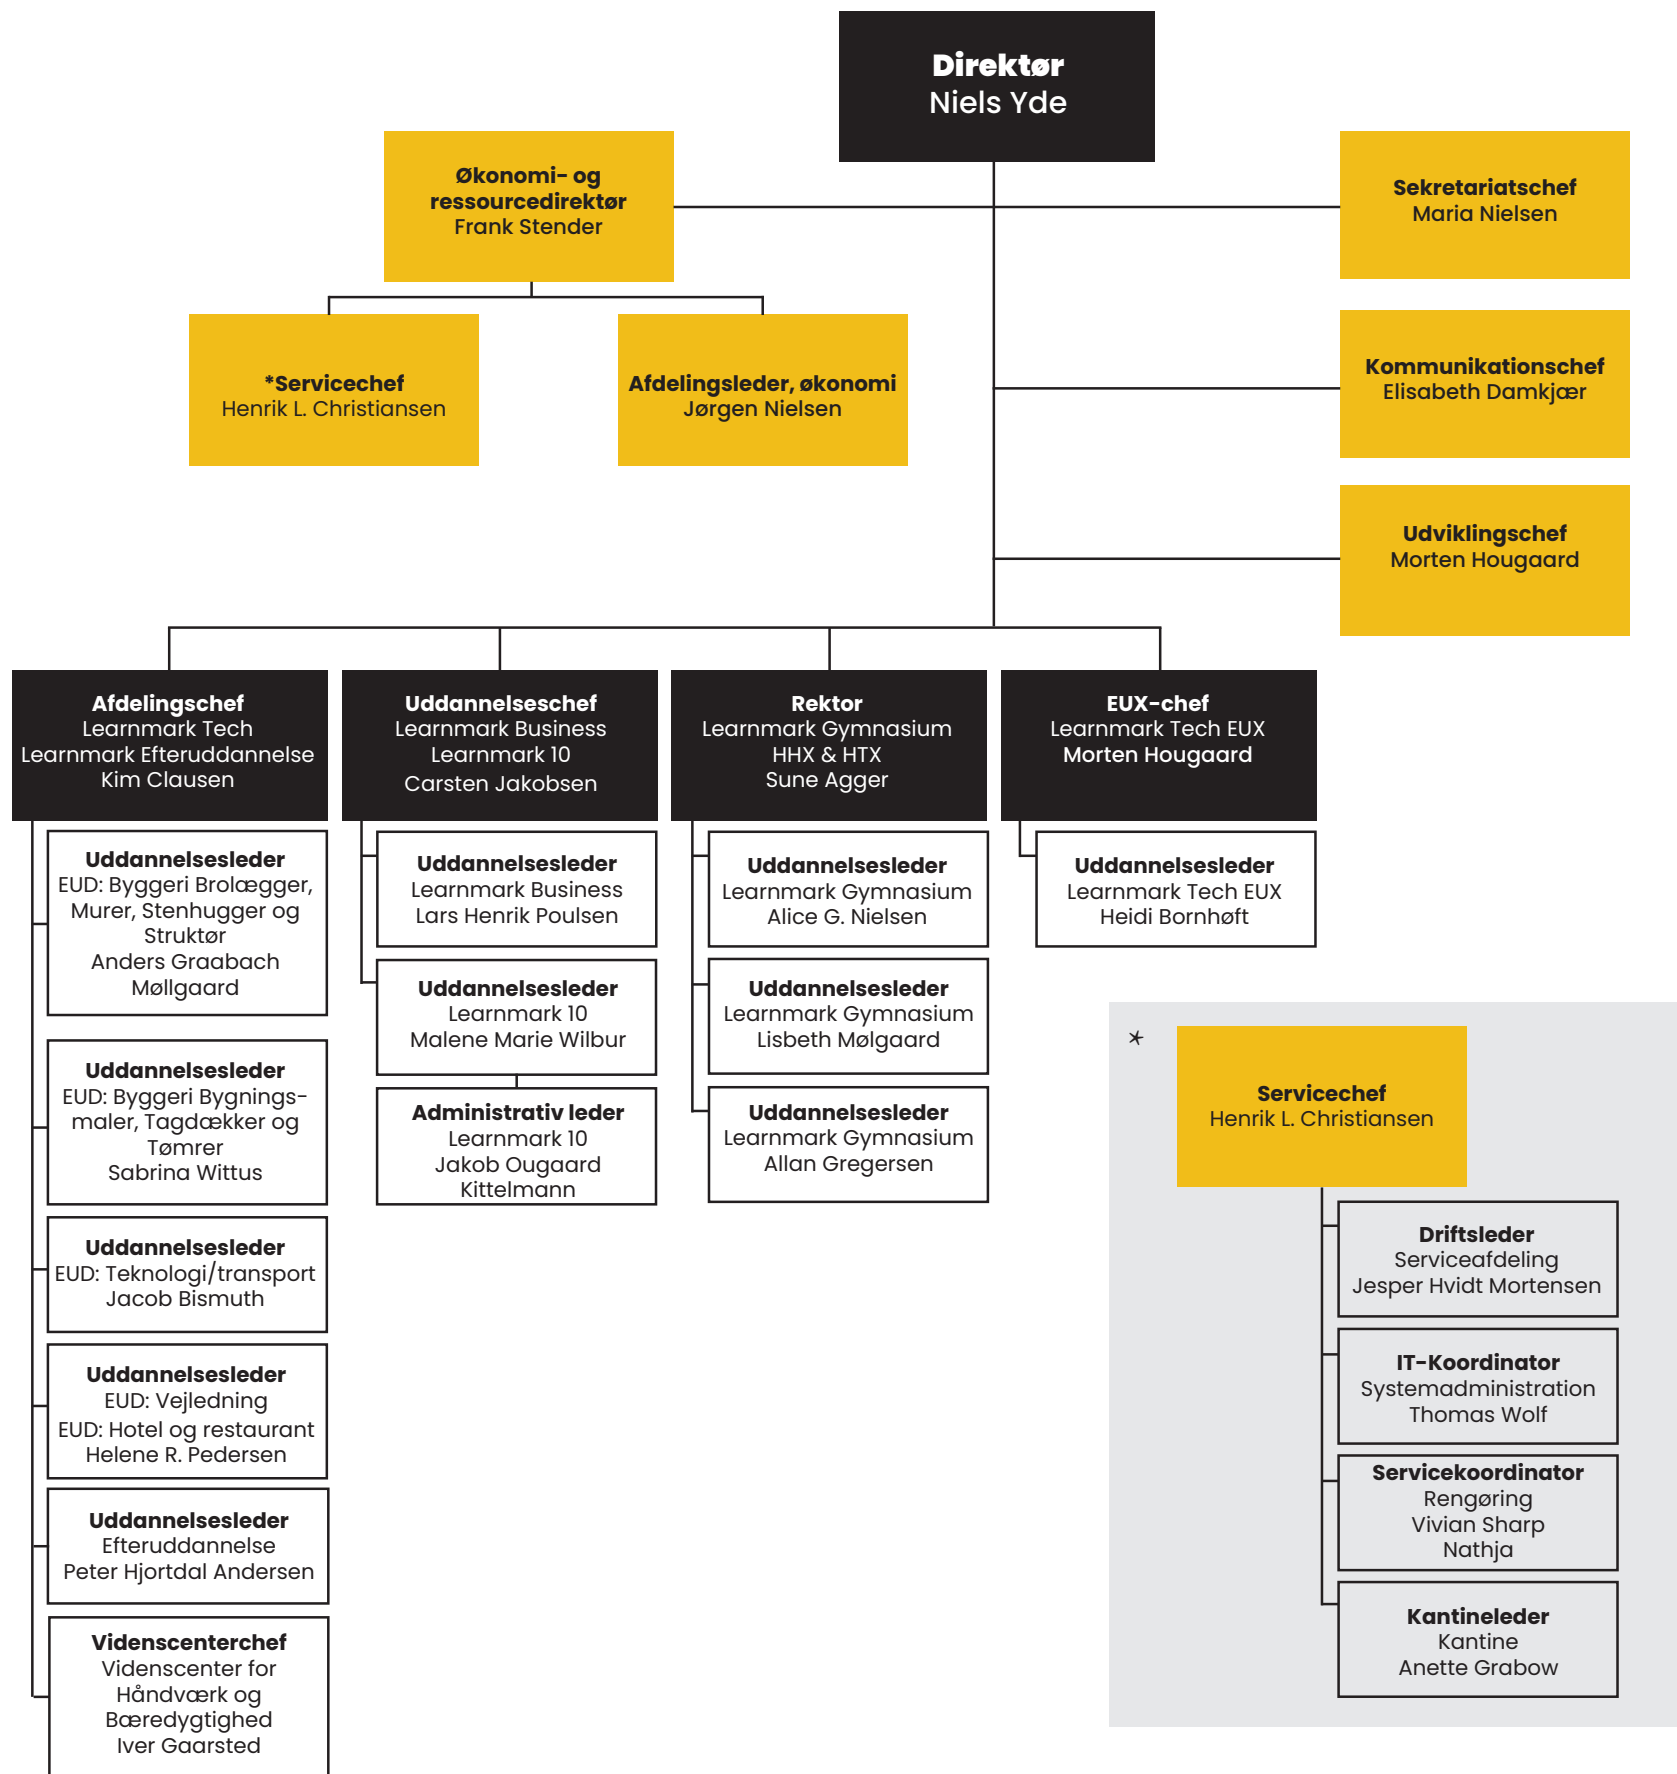 Direktør
Niels Yde
Økonomi- og
ressourcedirektør
Frank Stender
Sekretariatschef
Maria Nielsen
*Servicechef
Henrik L. Christiansen
Afdelingsleder, økonomi
Jørgen Nielsen
Kommunikationschef
Elisabeth Damkjær
Udviklingschef
Morten Hougaard
Afdelingschef
Learnmark Tech
Learnmark Efteruddannelse
Kim Clausen
Uddannelseschef
Learnmark Business
Learnmark 10
Carsten Jakobsen
Rektor
Learnmark Gymnasium
HHX & HTX
Sune Agger
EUX-chef
Learnmark Tech EUX
Morten Hougaard
Uddannelsesleder
EUD: Byggeri Brolægger,
Murer, Stenhugger og
Struktør
Anders Graabach
Møllgaard
Uddannelsesleder
EUD: Byggeri Bygnings-
maler, Tagdækker og
Tømrer
Sabrina Wittus
Uddannelsesleder
EUD: Teknologi/transport
Jacob Bismuth
Uddannelsesleder
EUD: Vejledning
EUD: Hotel og restaurant
Helene R. Pedersen
Uddannelsesleder
Efteruddannelse
Peter Hjortdal Andersen
Videnscenterchef
Videnscenter for
Håndværk og
Bæredygtighed
Iver Gaarsted
Uddannelsesleder
Learnmark Business
Lars Henrik Poulsen
Uddannelsesleder
Learnmark 10
Malene Marie Wilbur
Administrativ leder
Learnmark 10
Jakob Ougaard
Kittelmann
Uddannelsesleder
Learnmark Gymnasium
Alice G. Nielsen
Uddannelsesleder
Learnmark Gymnasium
Lisbeth Mølgaard
Uddannelsesleder
Learnmark Gymnasium
Allan Gregersen
Uddannelsesleder
Learnmark Tech EUX
Heidi Bornhøft
*
Servicechef
Henrik L. Christiansen
Driftsleder
Serviceafdeling
Jesper Hvidt Mortensen
IT-Koordinator
Systemadministration
Thomas Wolf
Servicekoordinator
Rengøring
Vivian Sharp
Nathja
Kantineleder
Kantine
Anette Grabow